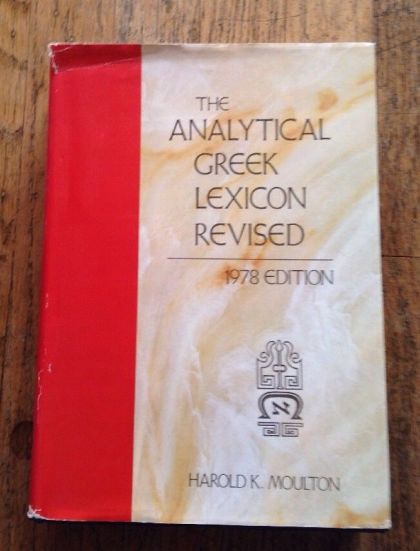 THE
ANALYTICAL
GREEK
LEXICON
REVISED
1978 EDITION
א
HAROLD K. MOULTON